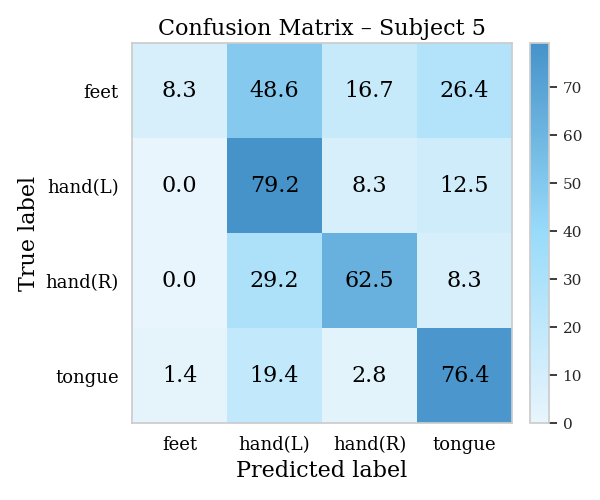 Confusion Matrix – Subject 5
feet 8.3 48.6 16.7 26.4
hand(L) 0.0 79.2 8.3 12.5
hand(R) 0.0 29.2 62.5 8.3
tongue 1.4 19.4 2.8 76.4
feet hand(L) hand(R) tongue
Predicted label
True label
70
60
50
40
30
20
10
0